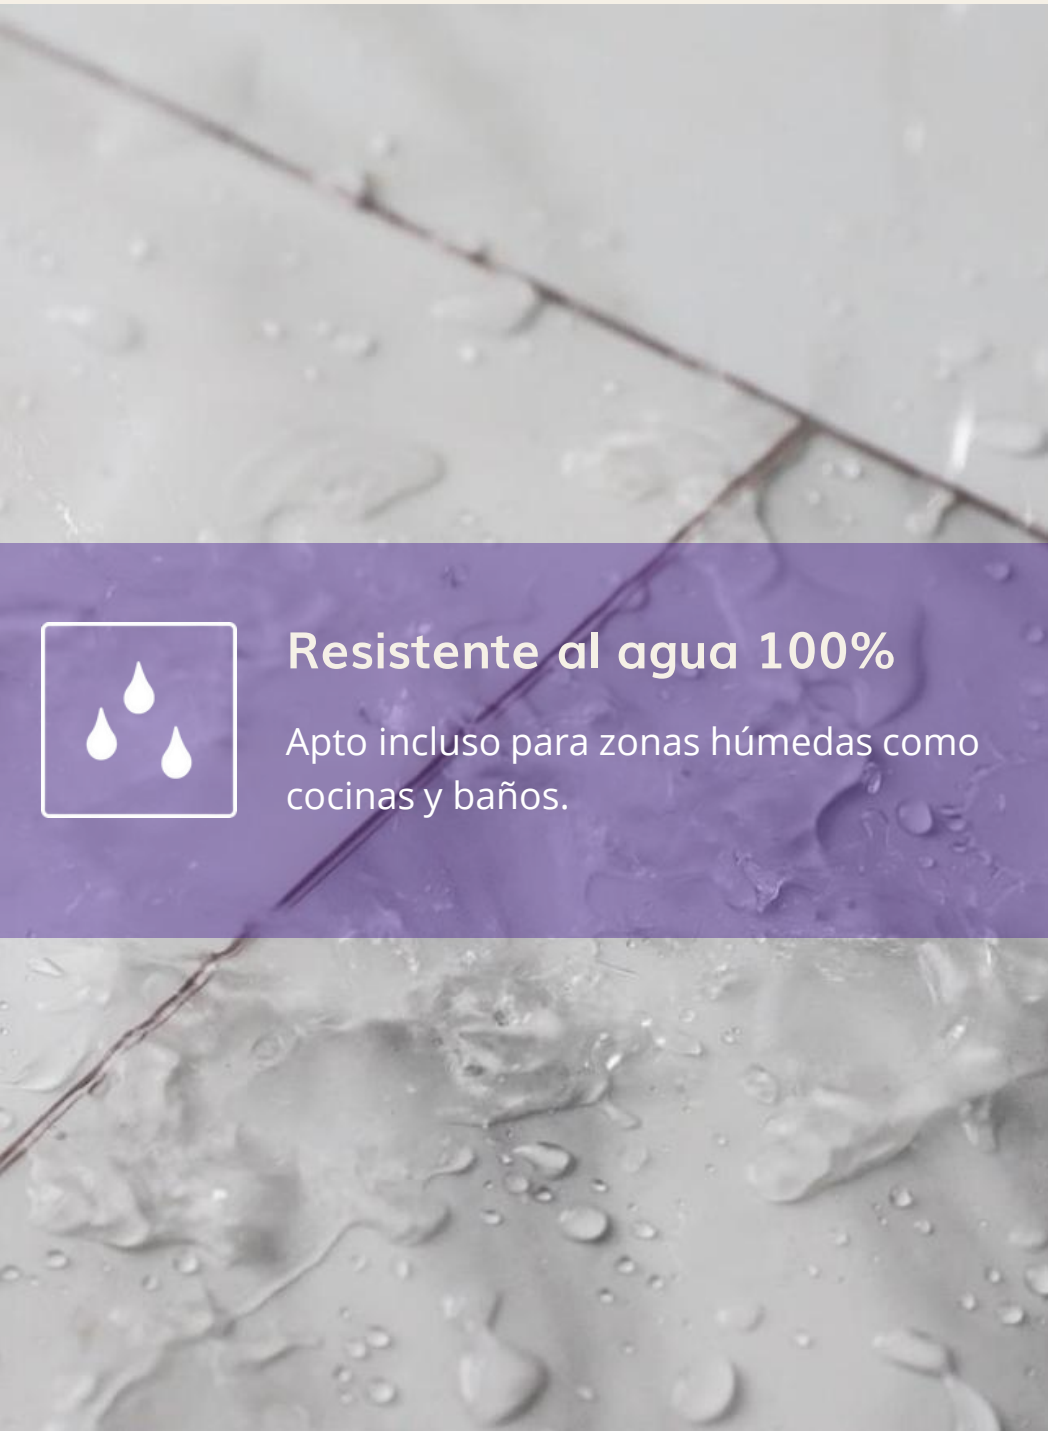 Resistente al agua 100%
Apto incluso para zonas húmedas como
cocinas y baños.